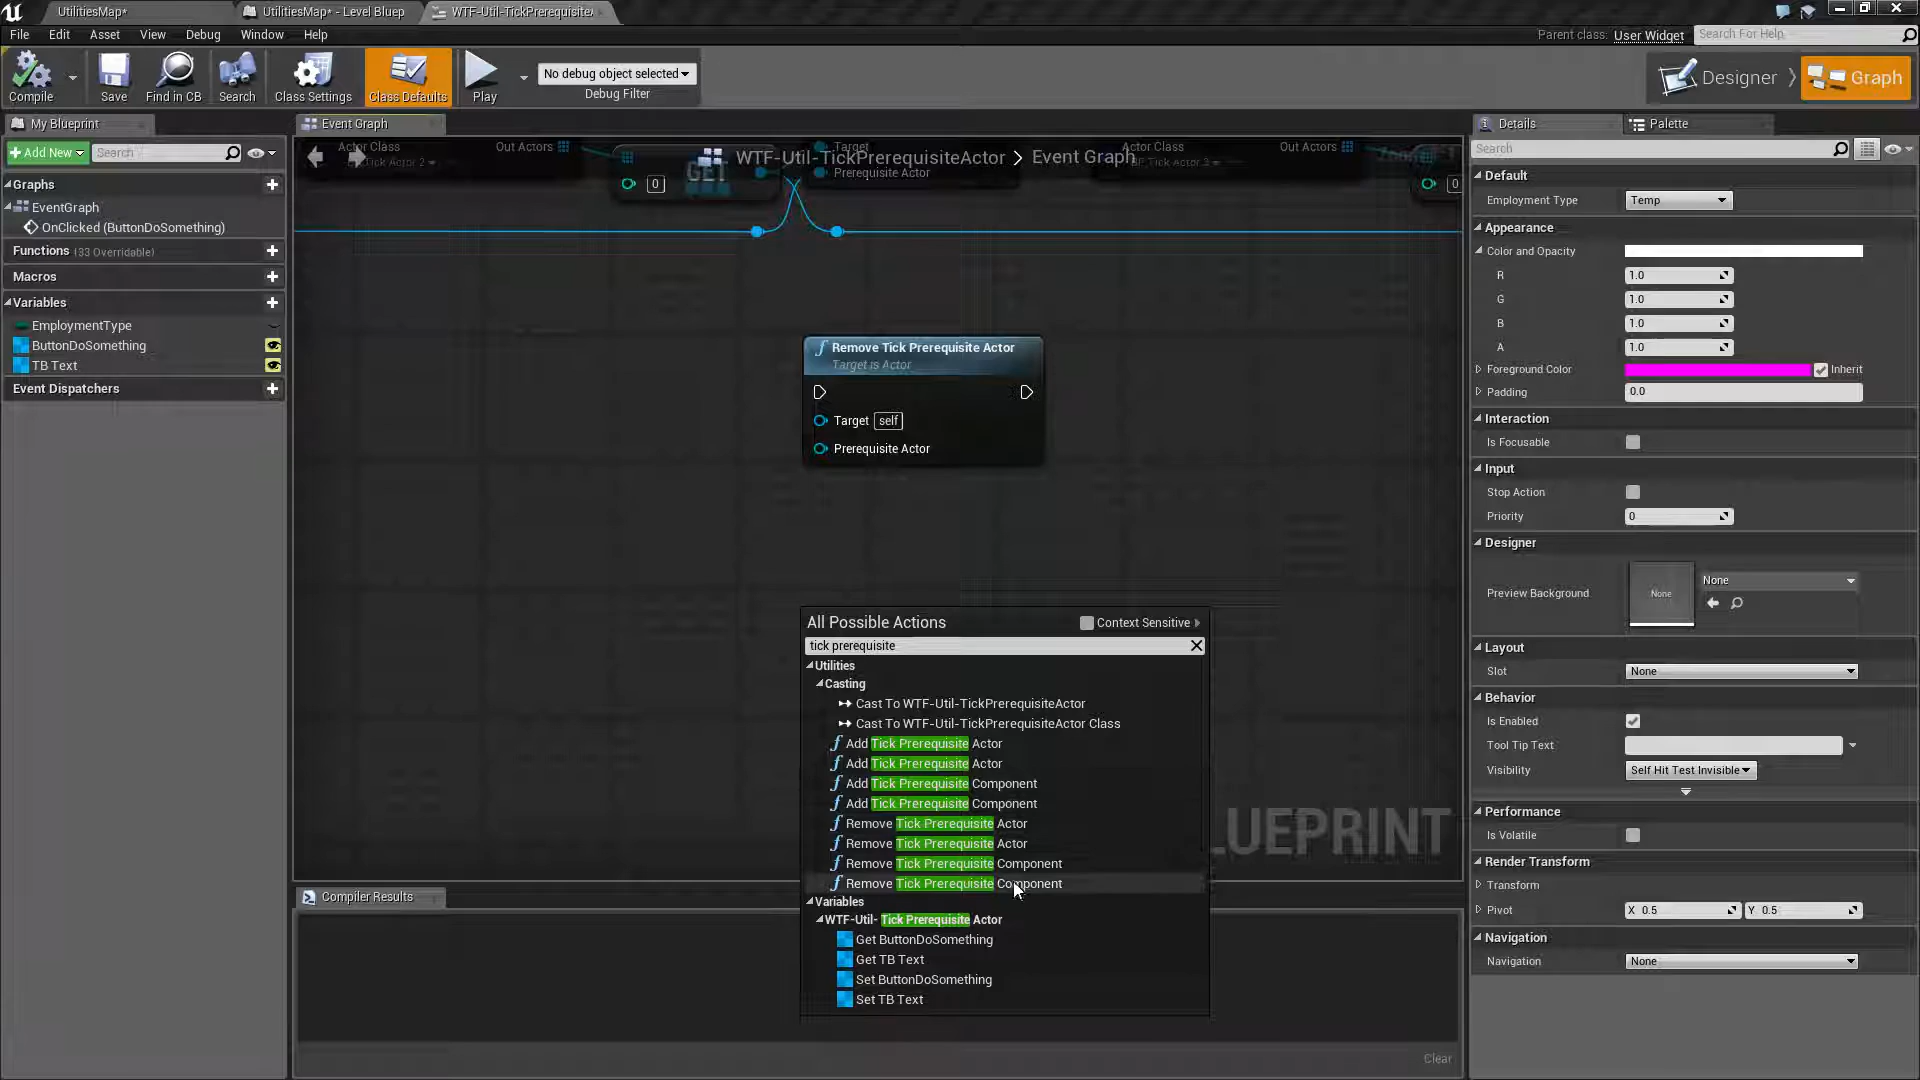 UtilitiesMap*
UtilitiesMap* - Level Bluep
WTF-Util-TickPrerequisiteA
File Edit Asset View Debug Window Help
Parent class: User Widget
Search For Help
Compile
Save
Find in CB
Search
Class Settings
Class Defaults
Play
No debug object selected
Debug Filter
Designer
Graph
My Blueprint
Event Graph
Details
Palette
Add New
Search
Graphs
EventGraph
OnClicked (ButtonDoSomething)
Functions (33 Overridable)
Macros
Variables
EmploymentType
ButtonDoSomething
TB Text
Event Dispatchers
WTF-Util-TickPrerequisiteActor > Event Graph
Actor Class
Tick Actor 2
Out Actors
0
GET
Target
Prerequisite Actor
Actor Class
Tick Actor 3
Out Actors
0
Remove Tick Prerequisite Actor
Target is Actor
Target self
Prerequisite Actor
All Possible Actions
Context Sensitive
tick prerequisite
Utilities
Casting
Cast To WTF-Util-TickPrerequisiteActor
Cast To WTF-Util-TickPrerequisiteActor Class
Add Tick Prerequisite Actor
Add Tick Prerequisite Actor
Add Tick Prerequisite Component
Add Tick Prerequisite Component
Remove Tick Prerequisite Actor
Remove Tick Prerequisite Actor
Remove Tick Prerequisite Component
Remove Tick Prerequisite Component
Variables
WTF-Util- Tick Prerequisite Actor
Get ButtonDoSomething
Get TB Text
Set ButtonDoSomething
Set TB Text
LUEPRINT
Compiler Results
Clear
Search
Default
Employment Type Temp
Appearance
Color and Opacity
R 1.0
G 1.0
B 1.0
A 1.0
Foreground Color Inherit
Padding 0.0
Interaction
Is Focusable
Input
Stop Action
Priority 0
Designer
Preview Background None None
Layout
Slot None
Behavior
Is Enabled
Tool Tip Text
Visibility Self Hit Test Invisible
Performance
Is Volatile
Render Transform
Transform
Pivot X 0.5 Y 0.5
Navigation
Navigation None